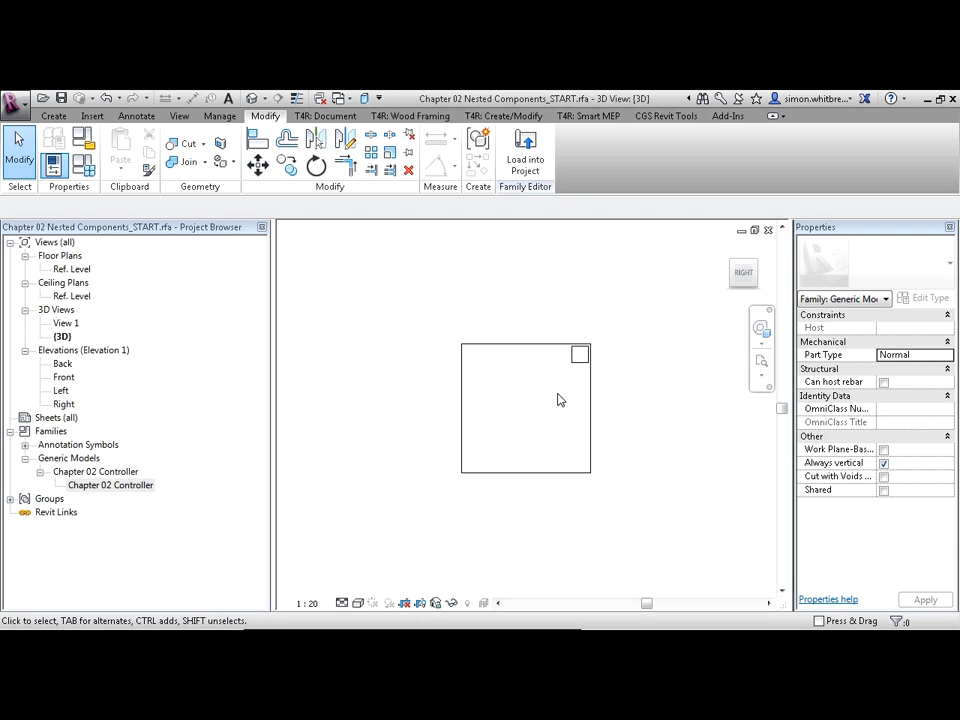 Chapter 02 Nested Components_START.rfa - 3D View: {3D}
simon.whitbre...
Create Insert Annotate View Manage Modify T4R: Document T4R: Wood Framing T4R: Create/Modify T4R: Smart MEP CGS Revit Tools Add-Ins
Modify
Paste
Cut
Join
Load into
Project
Select Properties Clipboard Geometry Modify Measure Create Family Editor
Chapter 02 Nested Components_START.rfa - Project Browser
Views (all)
Floor Plans
Ref. Level
Ceiling Plans
Ref. Level
3D Views
View 1
{3D}
Elevations (Elevation 1)
Back
Front
Left
Right
Sheets (all)
Families
Annotation Symbols
Generic Models
Chapter 02 Controller
Chapter 02 Controller
Groups
Revit Links
RIGHT
1 : 20
Properties
Family: Generic Mo
Edit Type
Constraints
Host
Mechanical
Part Type Normal
Structural
Can host rebar
Identity Data
OmniClass Nu...
OmniClass Title
Other
Work Plane-Bas...
Always vertical
Cut with Voids ...
Shared
Properties help
Apply
Click to select, TAB for alternates, CTRL adds, SHIFT unselects.
Press & Drag
:0